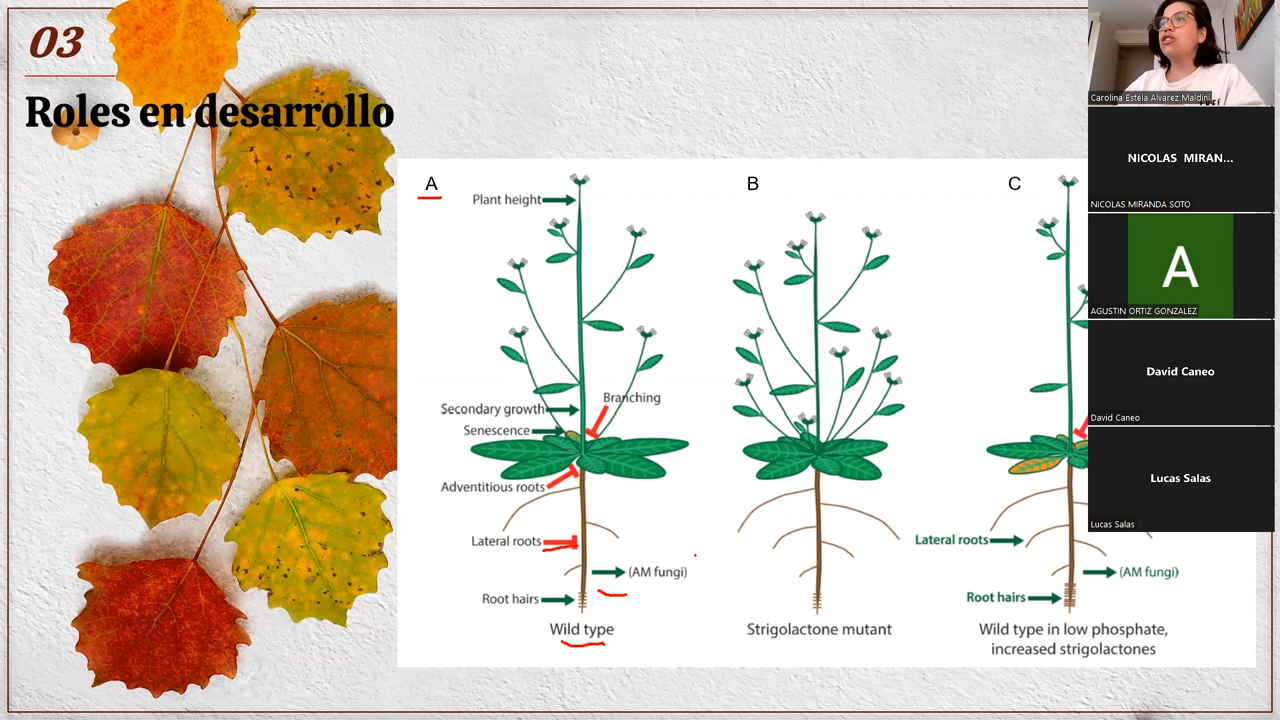 03
Roles en desarrollo
A
Plant height
Secondary growth
Branching
Senescence
Adventitious roots
Lateral roots
(AM fungi)
Root hairs
Wild type
B
Strigolactone mutant
C
Lateral roots
(AM fungi)
Root hairs
Wild type in low phosphate,
increased strigolactones
Carolina Estela Alvarez Maldini
NICOLAS MIRAN...
NICOLAS MIRANDA SOTO
A
AGUSTIN ORTIZ GONZALEZ
David Caneo
David Caneo
Lucas Salas
Lucas Salas